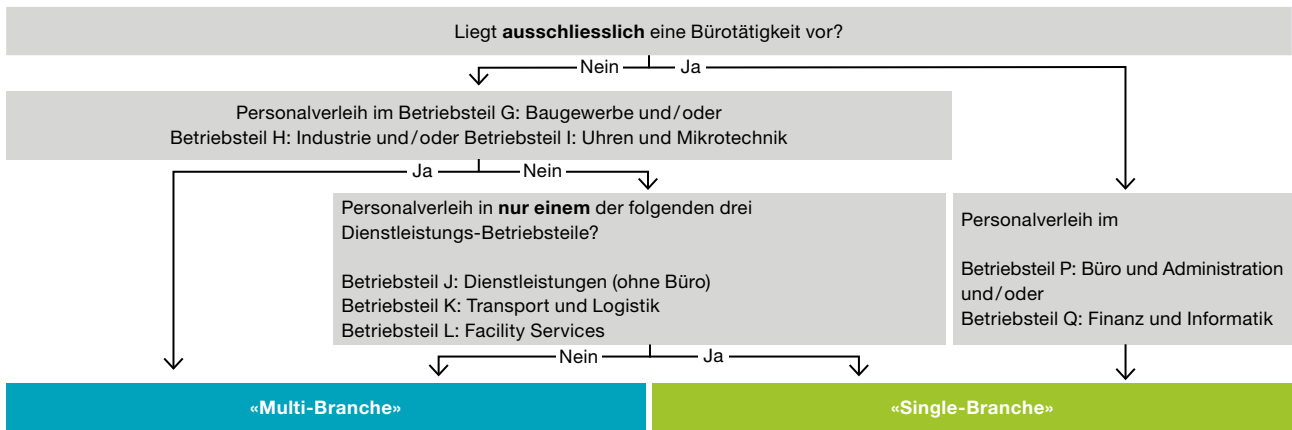 Liegt ausschliesslich eine Bürotätigkeit vor?
Nein
Ja
Personalverleih im Betriebsteil G: Baugewerbe und/oder
Betriebsteil H: Industrie und/oder Betriebsteil I: Uhren und Mikrotechnik
Ja
Nein
Personalverleih in nur einem der folgenden drei
Dienstleistungs-Betriebsteile?
Betriebsteil J: Dienstleistungen (ohne Büro)
Betriebsteil K: Transport und Logistik
Betriebsteil L: Facility Services
Personalverleih im
Betriebsteil P: Büro und Administration
und/oder
Betriebsteil Q: Finanz und Informatik
Nein
Ja
«Multi-Branche»
«Single-Branche»